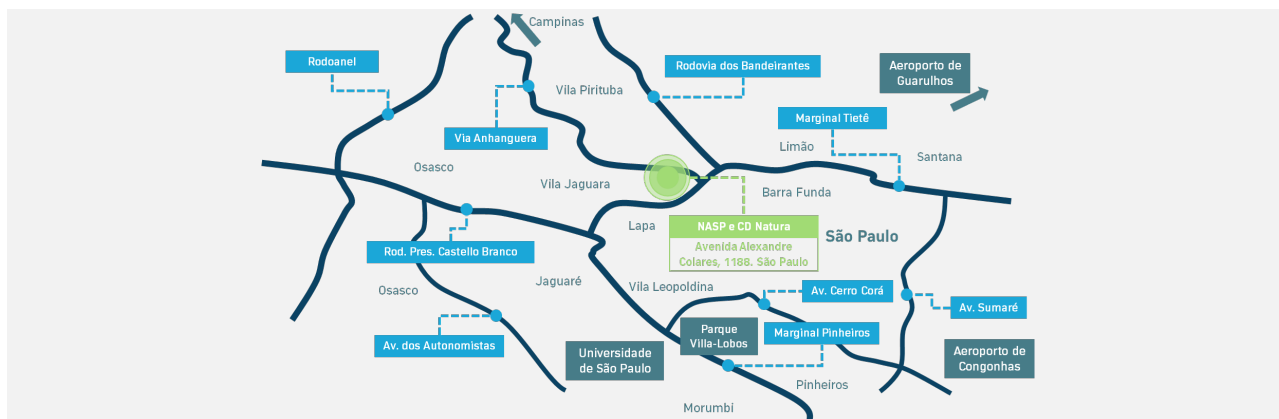 Campinas
Rodoanel
Rodovia dos Bandeirantes
Aeroporto de
Guarulhos
Vila Pirituba
Marginal Tietê
Via Anhanguera
Limão
Santana
Osasco
Vila Jaguara
Barra Funda
Lapa
NASP e CD Natura
Avenida Alexandre
Colares, 1188. São Paulo
São Paulo
Rod. Pres. Castello Branco
Jaguaré
Vila Leopoldina
Osasco
Av. Cerro Corá
Av. Sumaré
Parque
Villa-Lobos
Marginal Pinheiros
Av. dos Autonomistas
Universidade
de São Paulo
Aeroporto de
Congonhas
Pinheiros
Morumbi